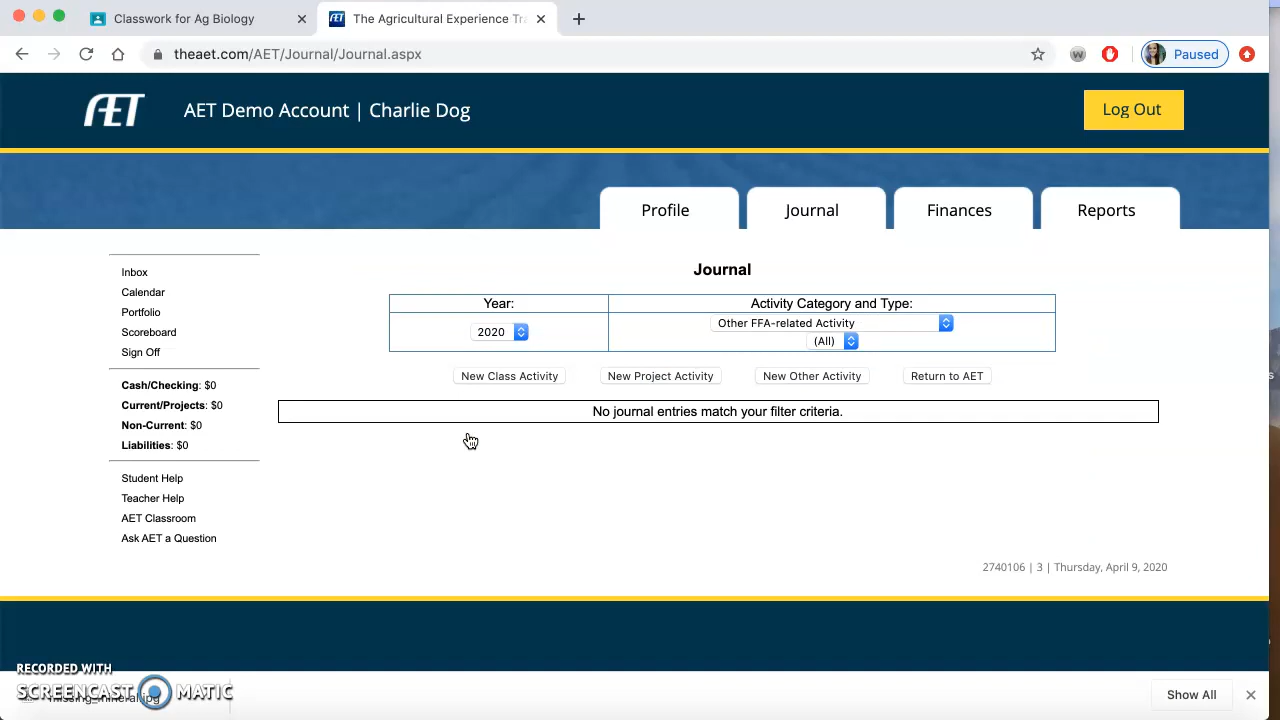 Classwork for Ag Biology
AET The Agricultural Experience Tra
theaet.com/AET/Journal/Journal.aspx
W
Paused
AET
AET Demo Account | Charlie Dog
Log Out
Profile
Journal
Finances
Reports
Inbox
Calendar
Portfolio
Scoreboard
Sign Off
Cash/Checking: $0
Current/Projects: $0
Non-Current: $0
Liabilities: $0
Student Help
Teacher Help
AET Classroom
Ask AET a Question
Journal
Year:
Activity Category and Type:
2020
Other FFA-related Activity
(All)
New Class Activity
New Project Activity
New Other Activity
Return to AET
No journal entries match your filter criteria.
2740106 | 3 | Thursday, April 9, 2020
RECORDED WITH
SCREENCAST MATIC
Show All